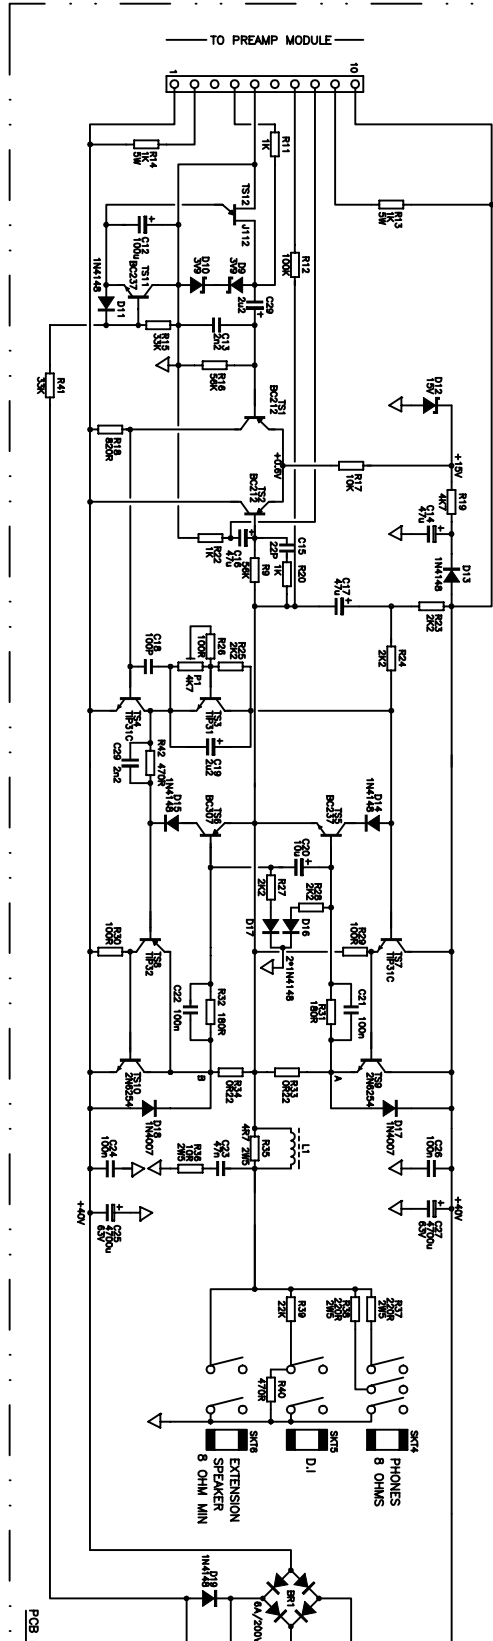 TO PREAMP MODULE
1
10
R11
1K
R14
1K
5W
R13
1K
5W
TS12
J112
R12
100K
C12
100u
TS11
BC237
1N4148
D11
D10
3V9
D9
3V9
C29
2u2
R15
33K
C13
2n2
R16
56K
R41
33K
D12
15V
TS1
BC212
R18
820R
+0.6V
TS2
BC212
R17
10K
+15V
R19
4K7
C14
47u
R22
1K
C16
47u
R9
56K
C15
22P
R20
1K
D13
1N4148
C17
47u
R23
2K2
R24
2K2
C18
100P
R26
100R
R25
2K2
P1
4K7
TS4
TIP31C
TS3
TIP31
C19
2u2
R42
470R
C29
2n2
D15
1N4148
TS6
BC307
TS5
BC237
D14
1N4148
C20
10u
R27
2K2
R28
2K2
D17
D16
2*1N4148
R30
100R
TS8
TIP32
R29
100R
TS7
TIP31C
C22
100n
R32
180R
R31
180R
C21
100n
TS10
2N6254
B
R34
0R22
R33
0R22
A
TS9
2N6254
D18
1N4007
D17
1N4007
C24
100n
R36
10R
2W5
C23
47n
R35
4R7 2W5
L1
C26
100n
+40V
C25
4700u
63V
C27
4700u
63V
+40V
R39
22K
R38
220R
2W5
R37
220R
2W5
R40
470R
SKT6
EXTENSION
SPEAKER
8 OHM MIN
SKT5
D.I
SKT4
PHONES
8 OHMS
D19
1N4148
BR1
6A/200V
PCB